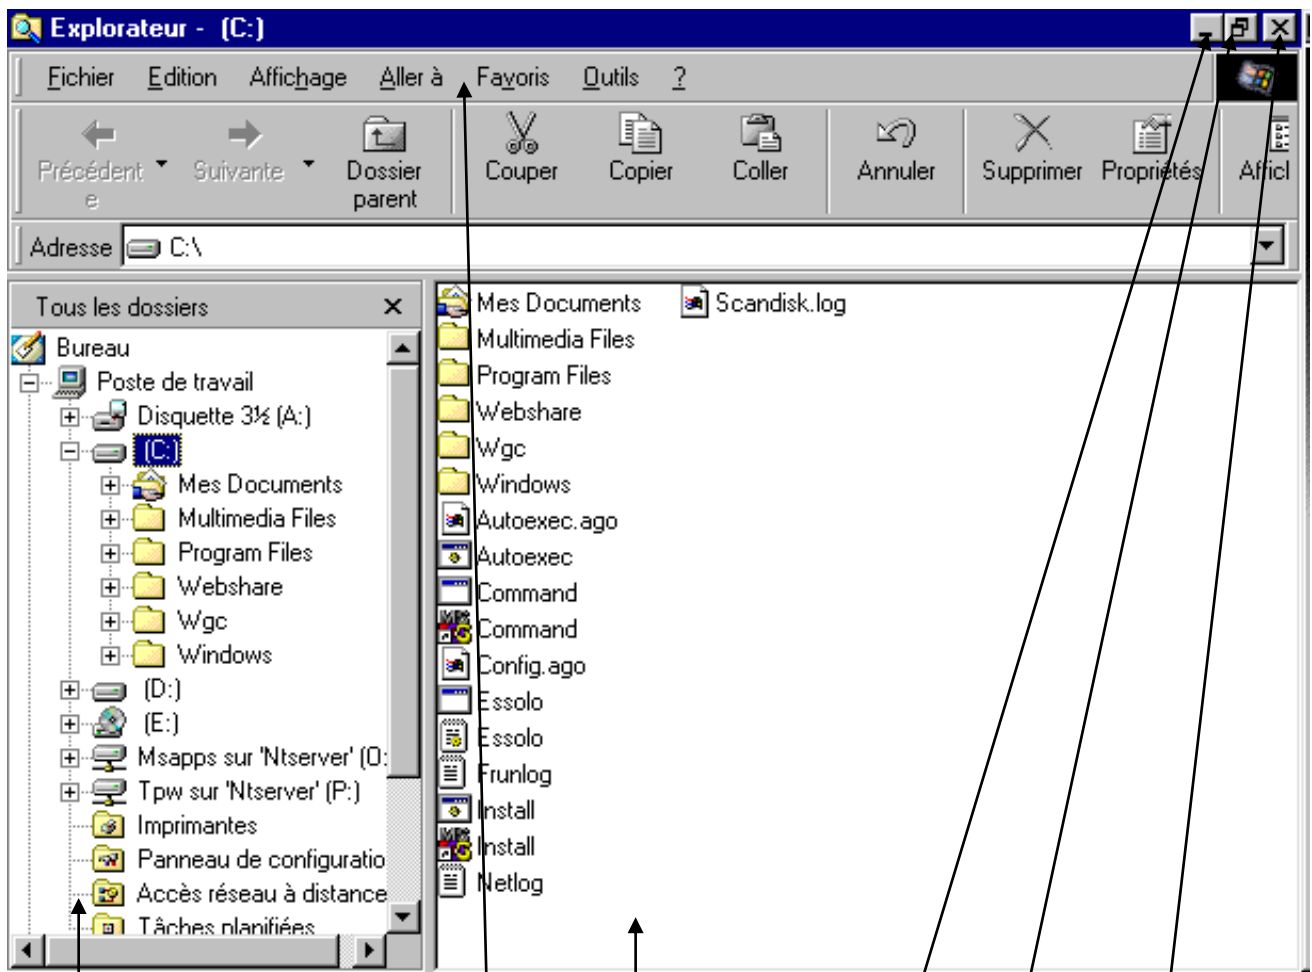 Explorateur - (C:)
Fichier Edition Affichage Aller à Favoris Outils ?
Précédent
e
Suivante
Dossier
parent
Couper
Copier
Coller
Annuler
Supprimer
Propriétés
Affic
Adresse C:\
Tous les dossiers
Bureau
Poste de travail
Disquette 3½ (A:)
(C:)
Mes Documents
Multimedia Files
Program Files
Webshare
Wgc
Windows
(D:)
(E:)
Msapps sur 'Ntserver' (O:
Tpw sur 'Ntserver' (P:)
Imprimantes
Panneau de configuratio
Accès réseau à distance
Tâches planifiées
Mes Documents
Multimedia Files
Program Files
Webshare
Wgc
Windows
Autoexec.ago
Autoexec
Command
Command
Config.ago
Essolo
Essolo
Frunlog
Install
Install
Netlog
Scandisk.log